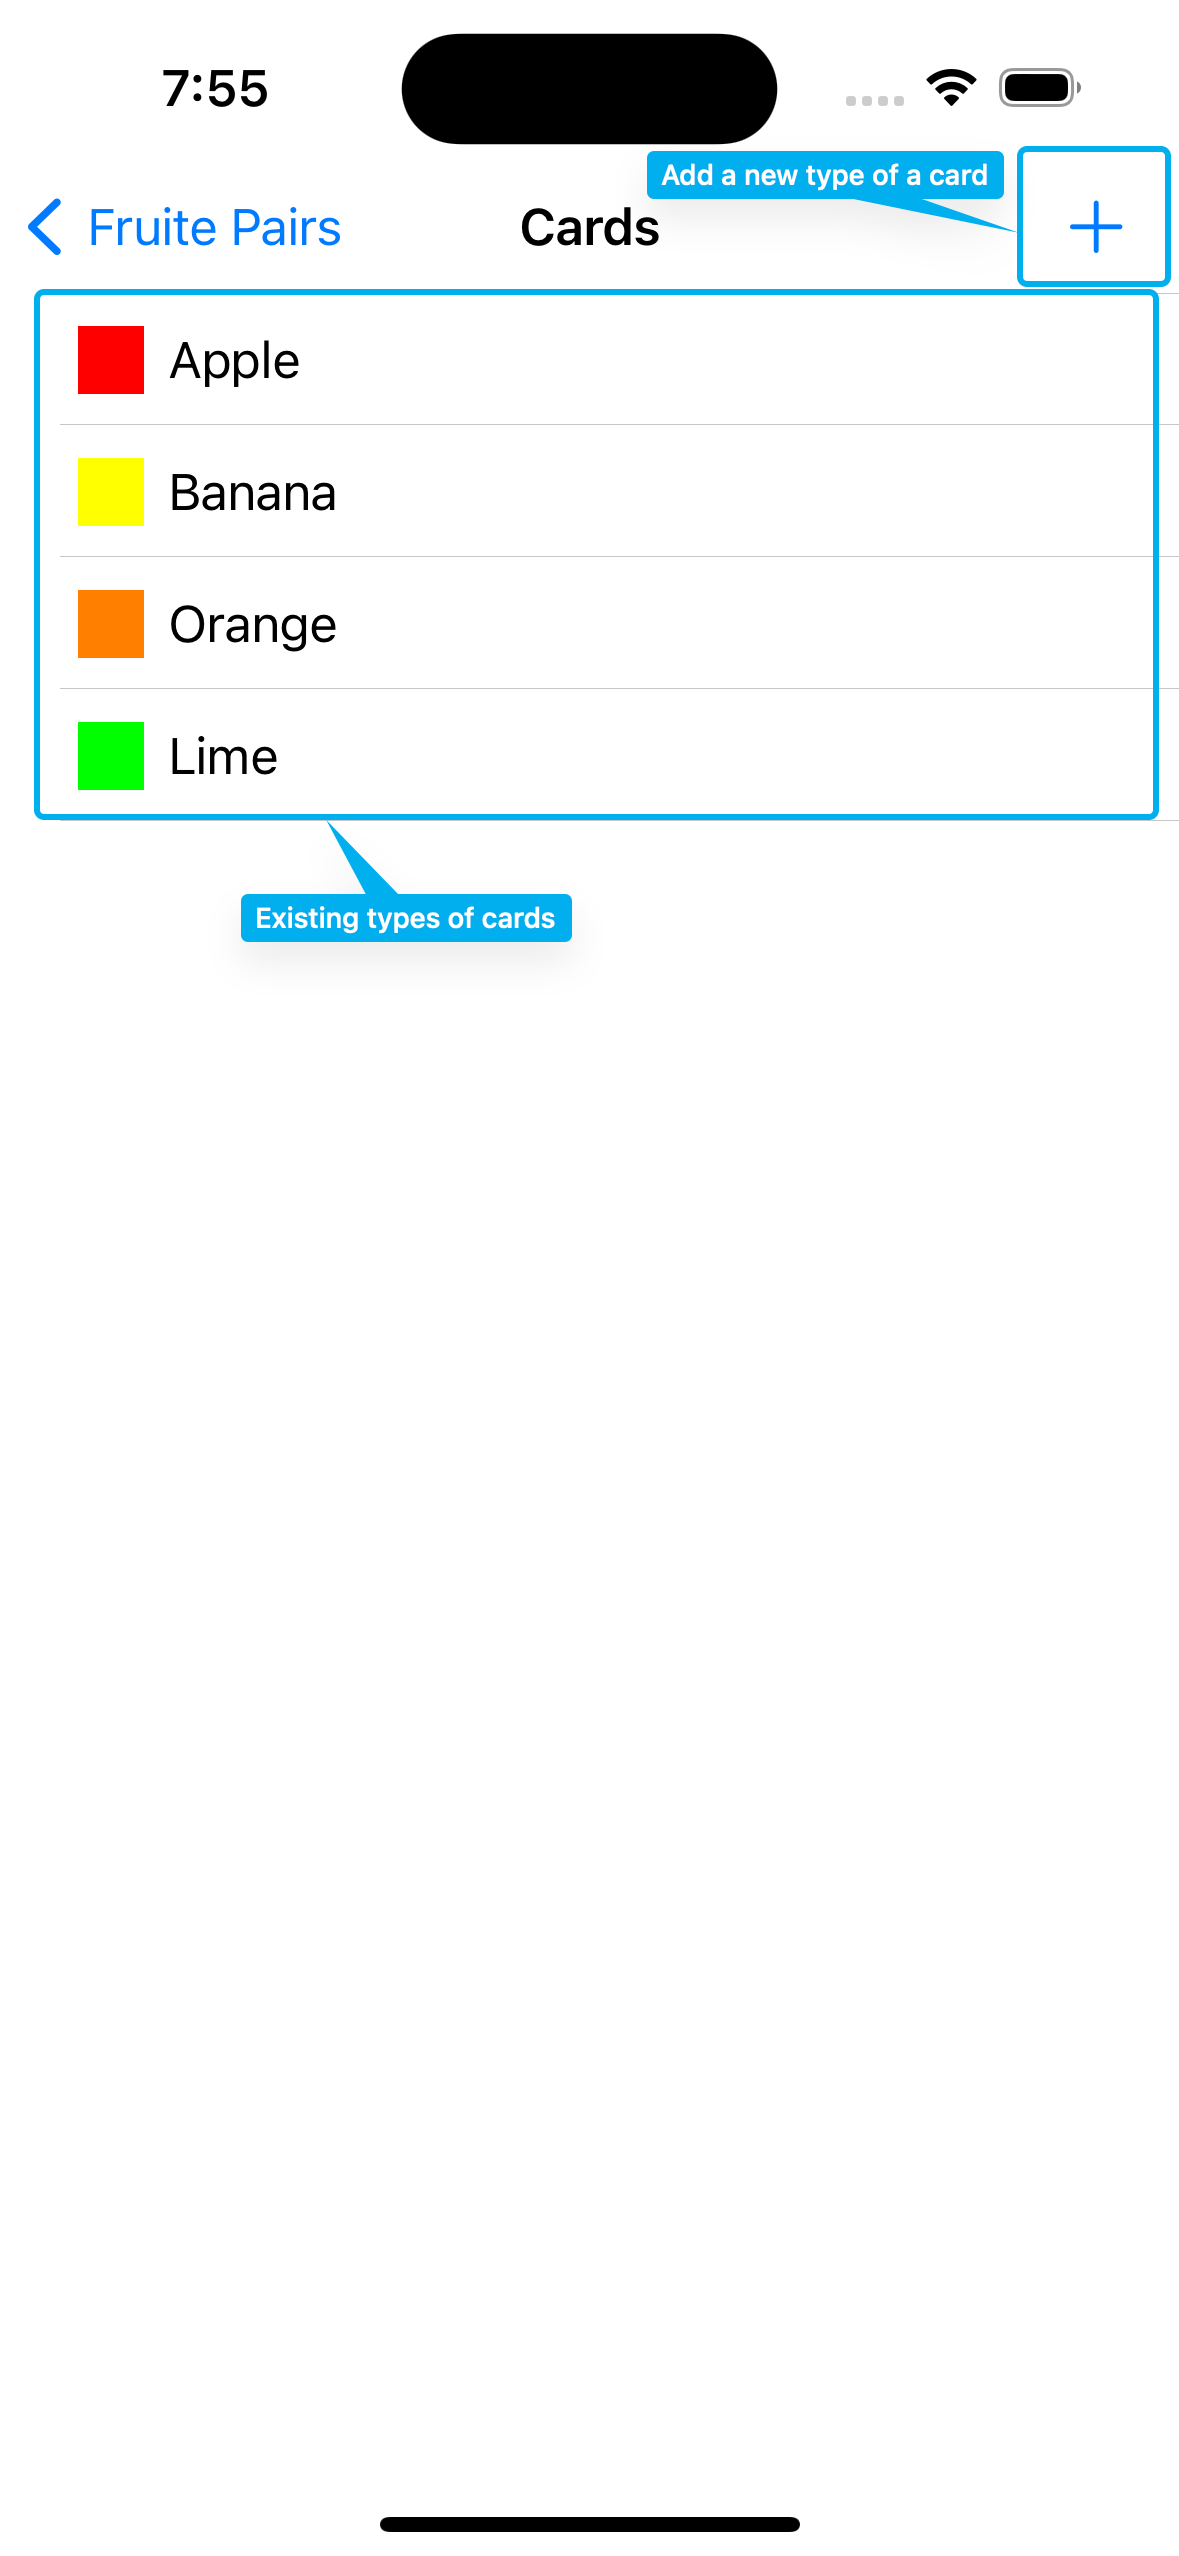 7:55
Add a new type of a card
Fruite Pairs
Cards
Apple
Banana
Orange
Lime
Existing types of cards